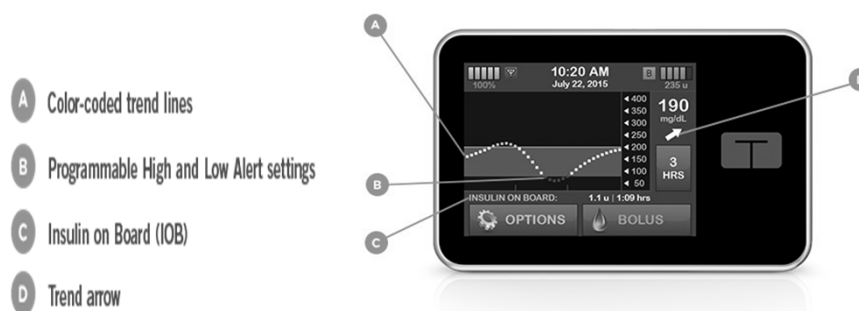 A Color-coded trend lines
B Programmable High and Low Alert settings
C Insulin on Board (IOB)
D Trend arrow
A
B
C
100%
10:20 AM
July 22, 2015
B
235 u
400
350
300
250
200
150
100
50
190
mg/dL
3
HRS
INSULIN ON BOARD: 1.1 u | 1:09 hrs
OPTIONS
BOLUS
T